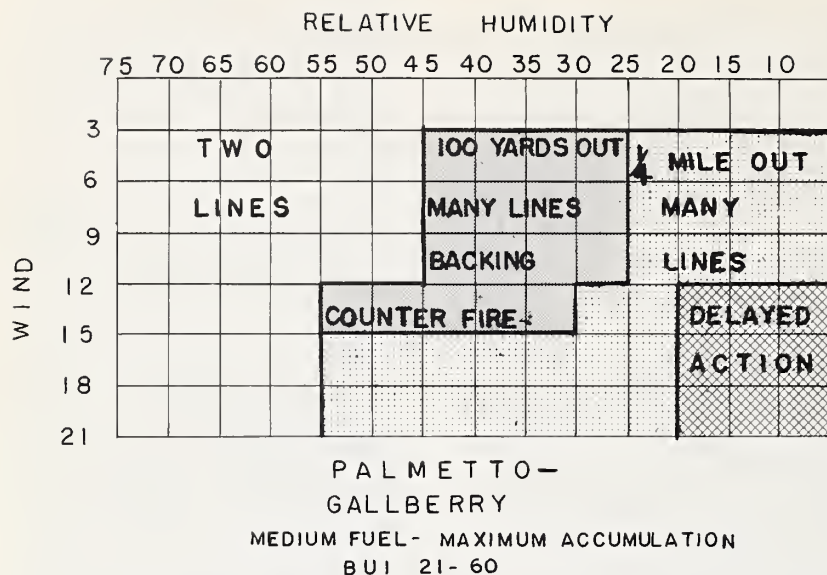 RELATIVE HUMIDITY
75 70 65 60 55 50 45 40 35 30 25 20 15 10
3
TWO
100 YARDS OUT
1/4 MILE OUT
6
LINES
MANY LINES
MANY
9
BACKING
LINES
WIND
12
COUNTER FIRE-
DELAYED
15
ACTION
18
21
PALMETTO-
GALLBERRY
MEDIUM FUEL- MAXIMUM ACCUMULATION
BUI 21-60